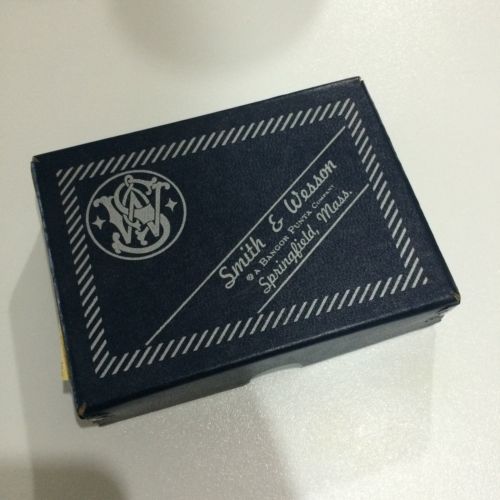 S&W
Smith & Wesson
A BANGOR PUNTA COMPANY
Springfield, Mass.